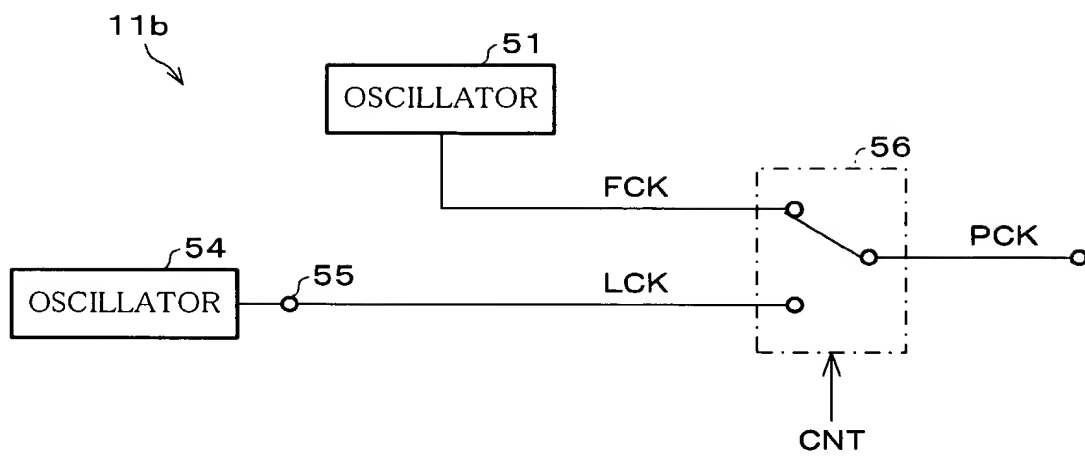 11b
51
OSCILLATOR
56
FCK
PCK
54
OSCILLATOR
55
LCK
CNT